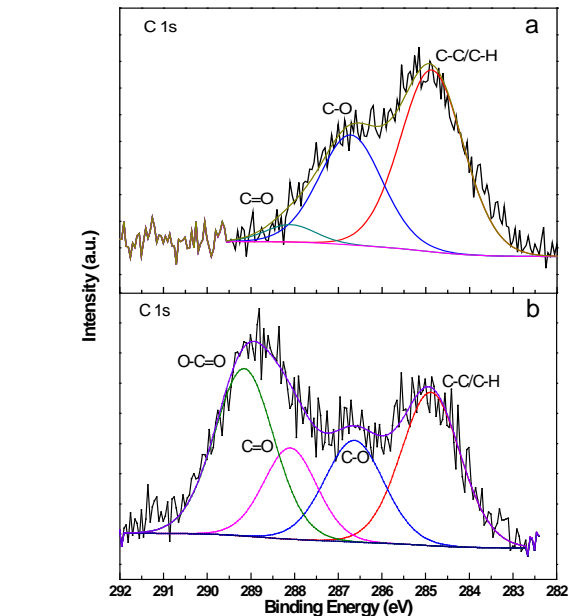 C 1s
a
C-C/C-H
C-O
C=O
Intensity (a.u.)
C 1s
b
O-C=O
C-C/C-H
C=O
C-O
292 291 290 289 288 287 286 285 284 283 282
Binding Energy (eV)